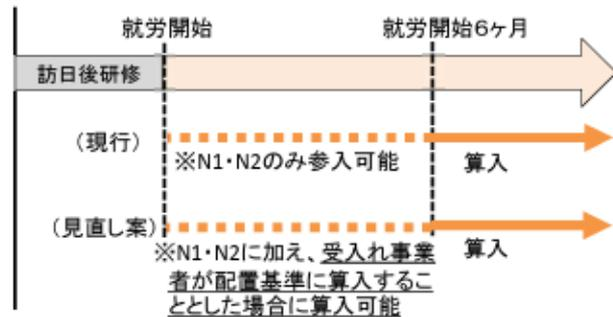 就労開始
就労開始6ヶ月
訪日後研修
（現行）
※N1・N2のみ参入可能
算入
（見直し案）
※N1・N2に加え、受入れ事業
者が配置基準に算入するこ
ととした場合に算入可能
算入